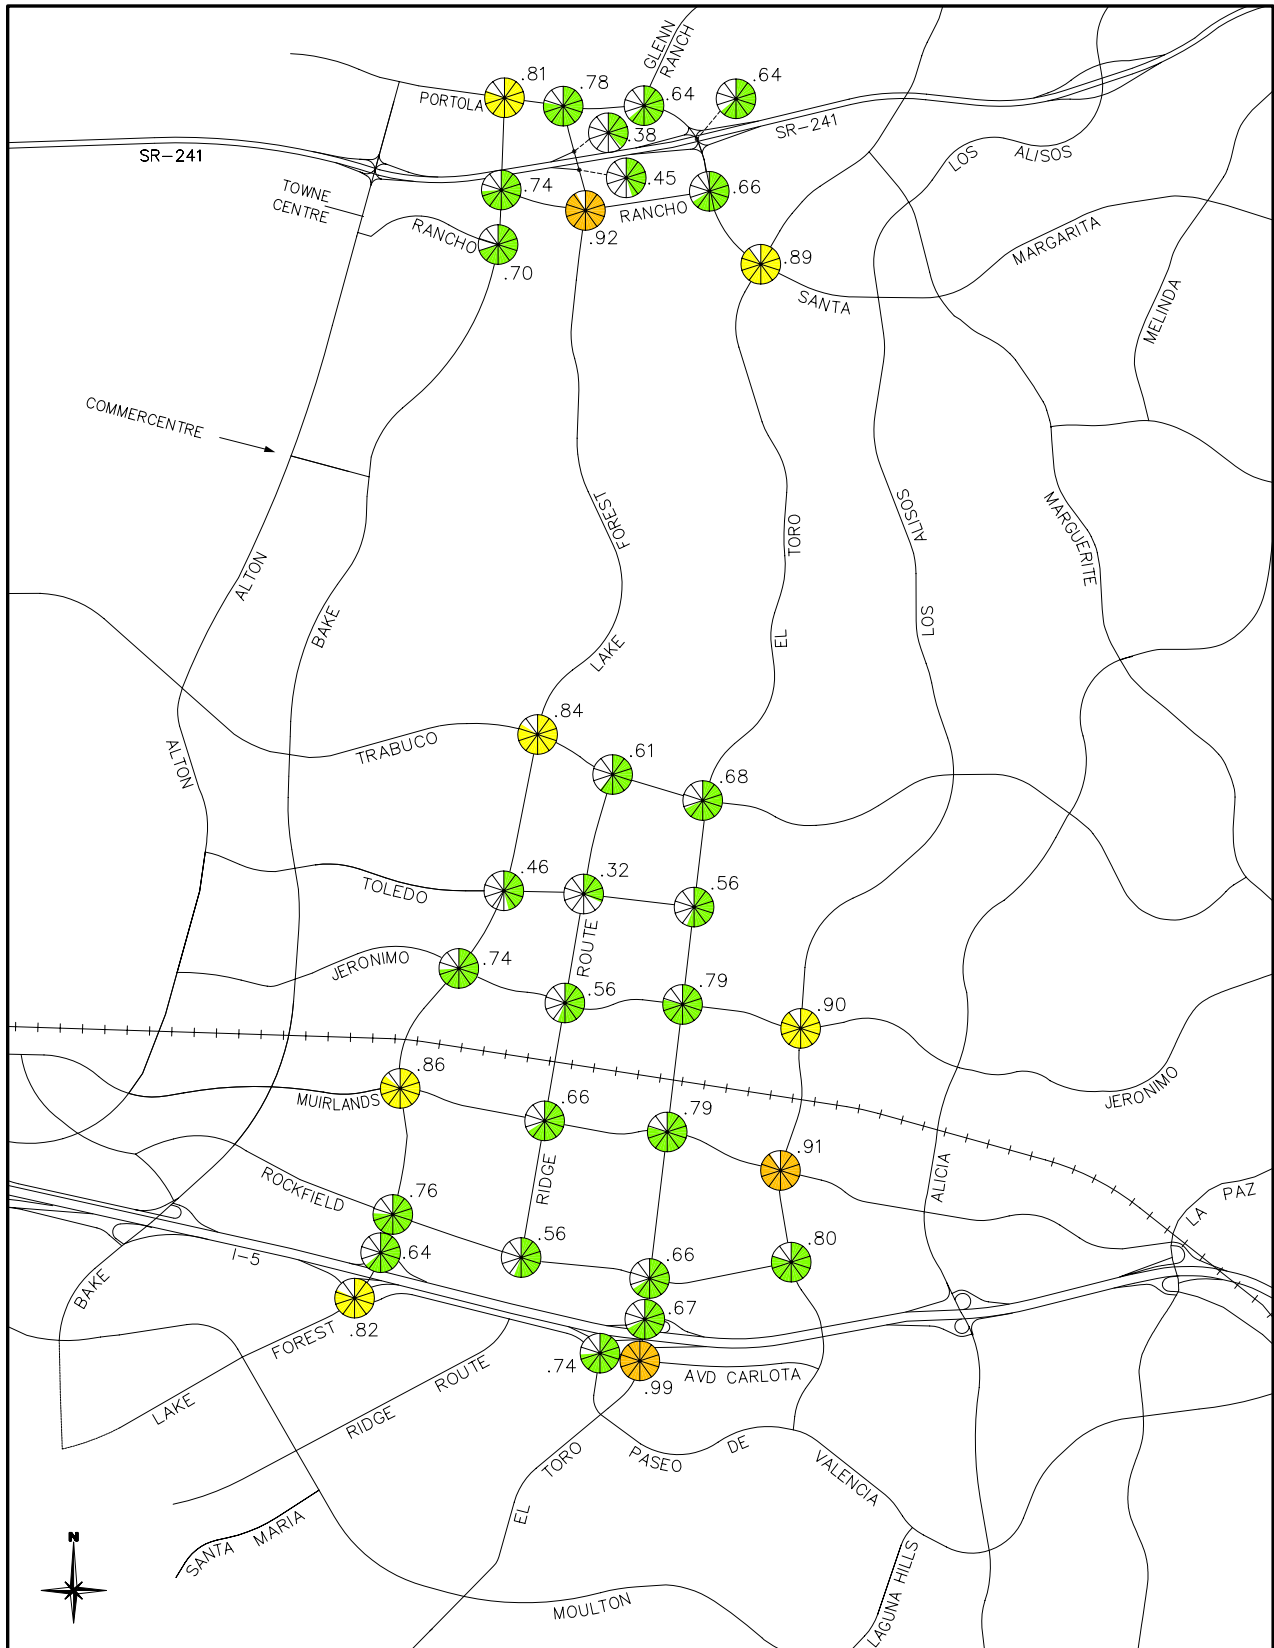 GLENN
RANCH
.81
.78
.64
.64
PORTOLA
.38
SR-241
SR-241
LOS ALISOS
.74
.45
.66
TOWNE
CENTRE
RANCHO
RANCHO
.92
.70
.89
SANTA MARGARITA
MELINDA
COMMERCENTRE
FOREST
LAKE
TORO
EL
ALISOS
LOS
MARGUERITE
ALTON
BAKE
.84
TRABUCO
.61
.68
ALTON
.46
.32
.56
TOLEDO
ROUTE
JERONIMO
.74
.56
.79
.90
.86
MUIRLANDS
.66
.79
JERONIMO
.91
RIDGE
ALICIA
ROCKFIELD
.76
LA PAZ
.64
.56
.66
.80
I-5
BAKE
.82
.67
FOREST
LAKE
.74
.99
AVD CARLOTA
ROUTE
RIDGE
TORO
EL
PASEO DE VALENCIA
SANTA MARIA
N
MOULTON
LAGUNA HILLS